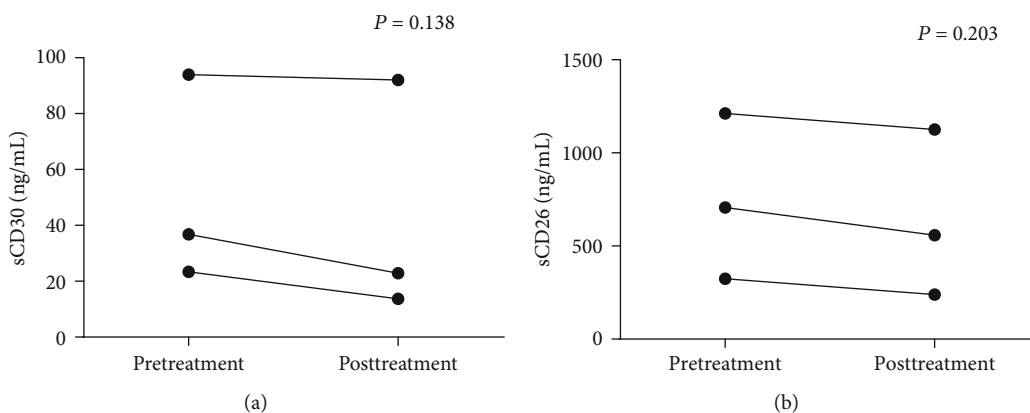 P = 0.138
100
80
60
40
20
0
sCD30 (ng/mL)
Pretreatment
Posttreatment
(a)
P = 0.203
1500
1000
500
0
sCD26 (ng/mL)
Pretreatment
Posttreatment
(b)